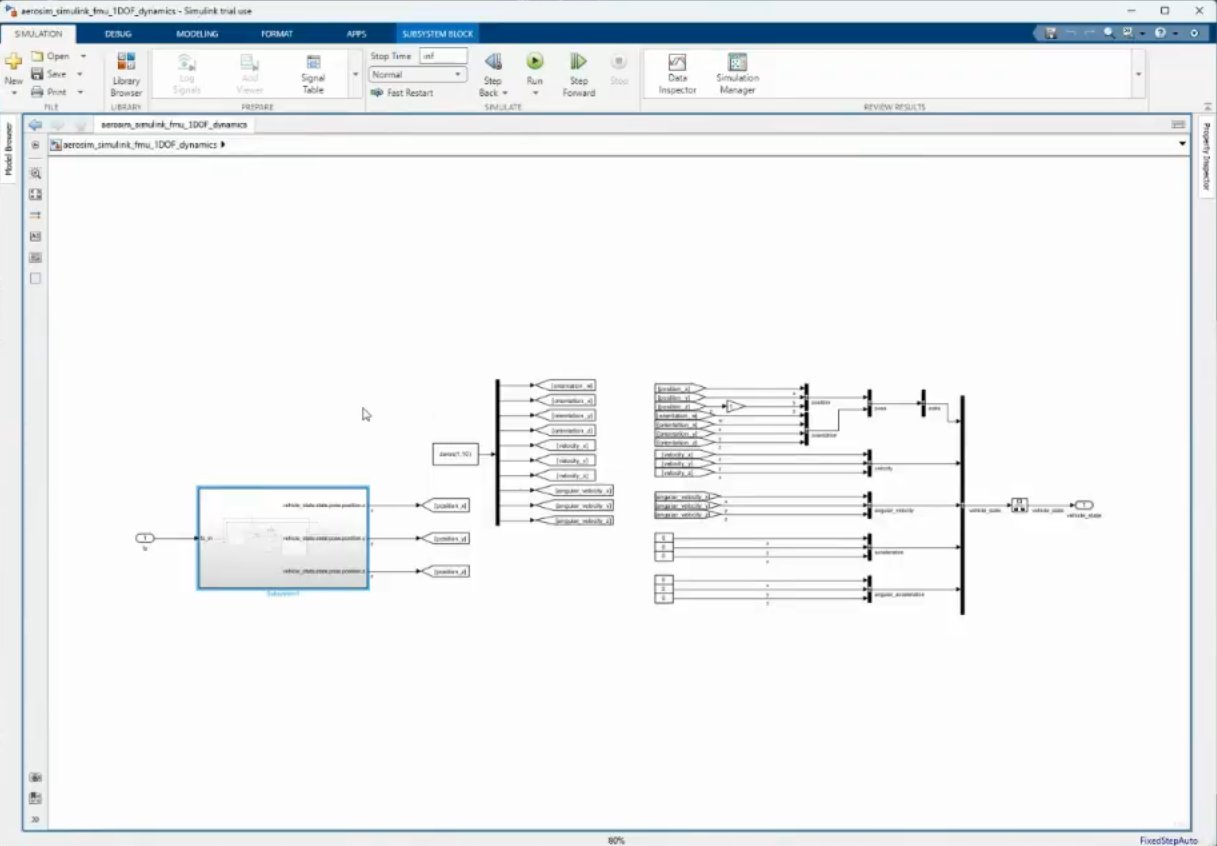 aerosim_simulink_fmu_1DOF_dynamics - Simulink trial use
SIMULATION DEBUG MODELING FORMAT APPS SUBSYSTEM BLOCK
New
Open
Save
Print
FILE
Library Browser
LIBRARY
Log Signals
Add Viewer
Signal Table
PREPARE
Stop Time inf
Normal
Fast Restart
Step Back
Run
Step Forward
Stop
SIMULATE
Data Inspector
Simulation Manager
REVIEW RESULTS
Model Browser
Property Inspector
aerosim_simulink_fmu_1DOF_dynamics
aerosim_simulink_fmu_1DOF_dynamics
[orientation_w]
[orientation_x]
[orientation_y]
[orientation_z]
[velocity_x]
[velocity_y]
[velocity_z]
[angular_velocity_x]
[angular_velocity_y]
[angular_velocity_z]
zeros(1,10)
1
vehicle_state.state.pose.position.x
vehicle_state.state.pose.position.y
vehicle_state.state.pose.position.z
[position_x]
[position_y]
[position_z]
[position_x]
[position_y]
[position_z]
[orientation_w]
[orientation_x]
[orientation_y]
[orientation_z]
position
orientation
pose
state
[velocity_x]
[velocity_y]
[velocity_z]
velocity
[angular_velocity_x]
[angular_velocity_y]
[angular_velocity_z]
angular_velocity
0
0
0
acceleration
0
0
0
angular_acceleration
vehicle_state
vehicle_state
1
vehicle_state
80%
FixedStepAuto